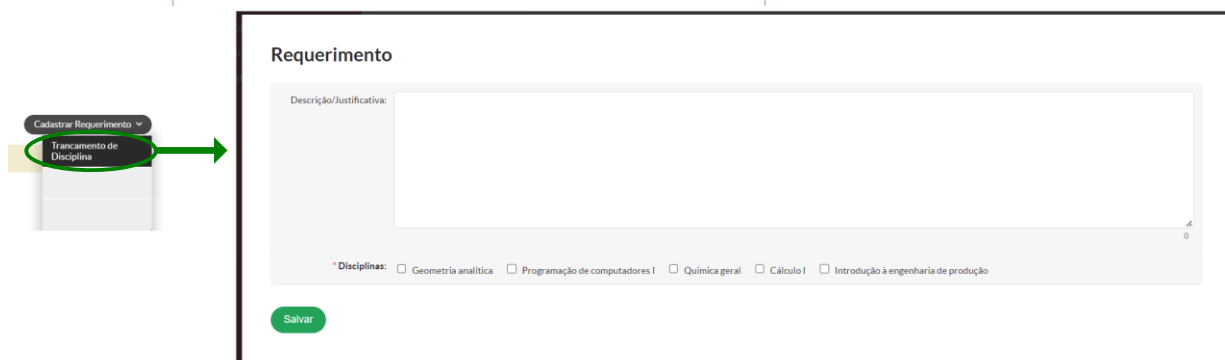 Cadastrar Requerimento
Trancamento de
Disciplina
Requerimento
Descrição/Justificativa:
0
* Disciplinas:
Geometria analítica
Programação de computadores I
Química geral
Cálculo I
Introdução à engenharia de produção
Salvar